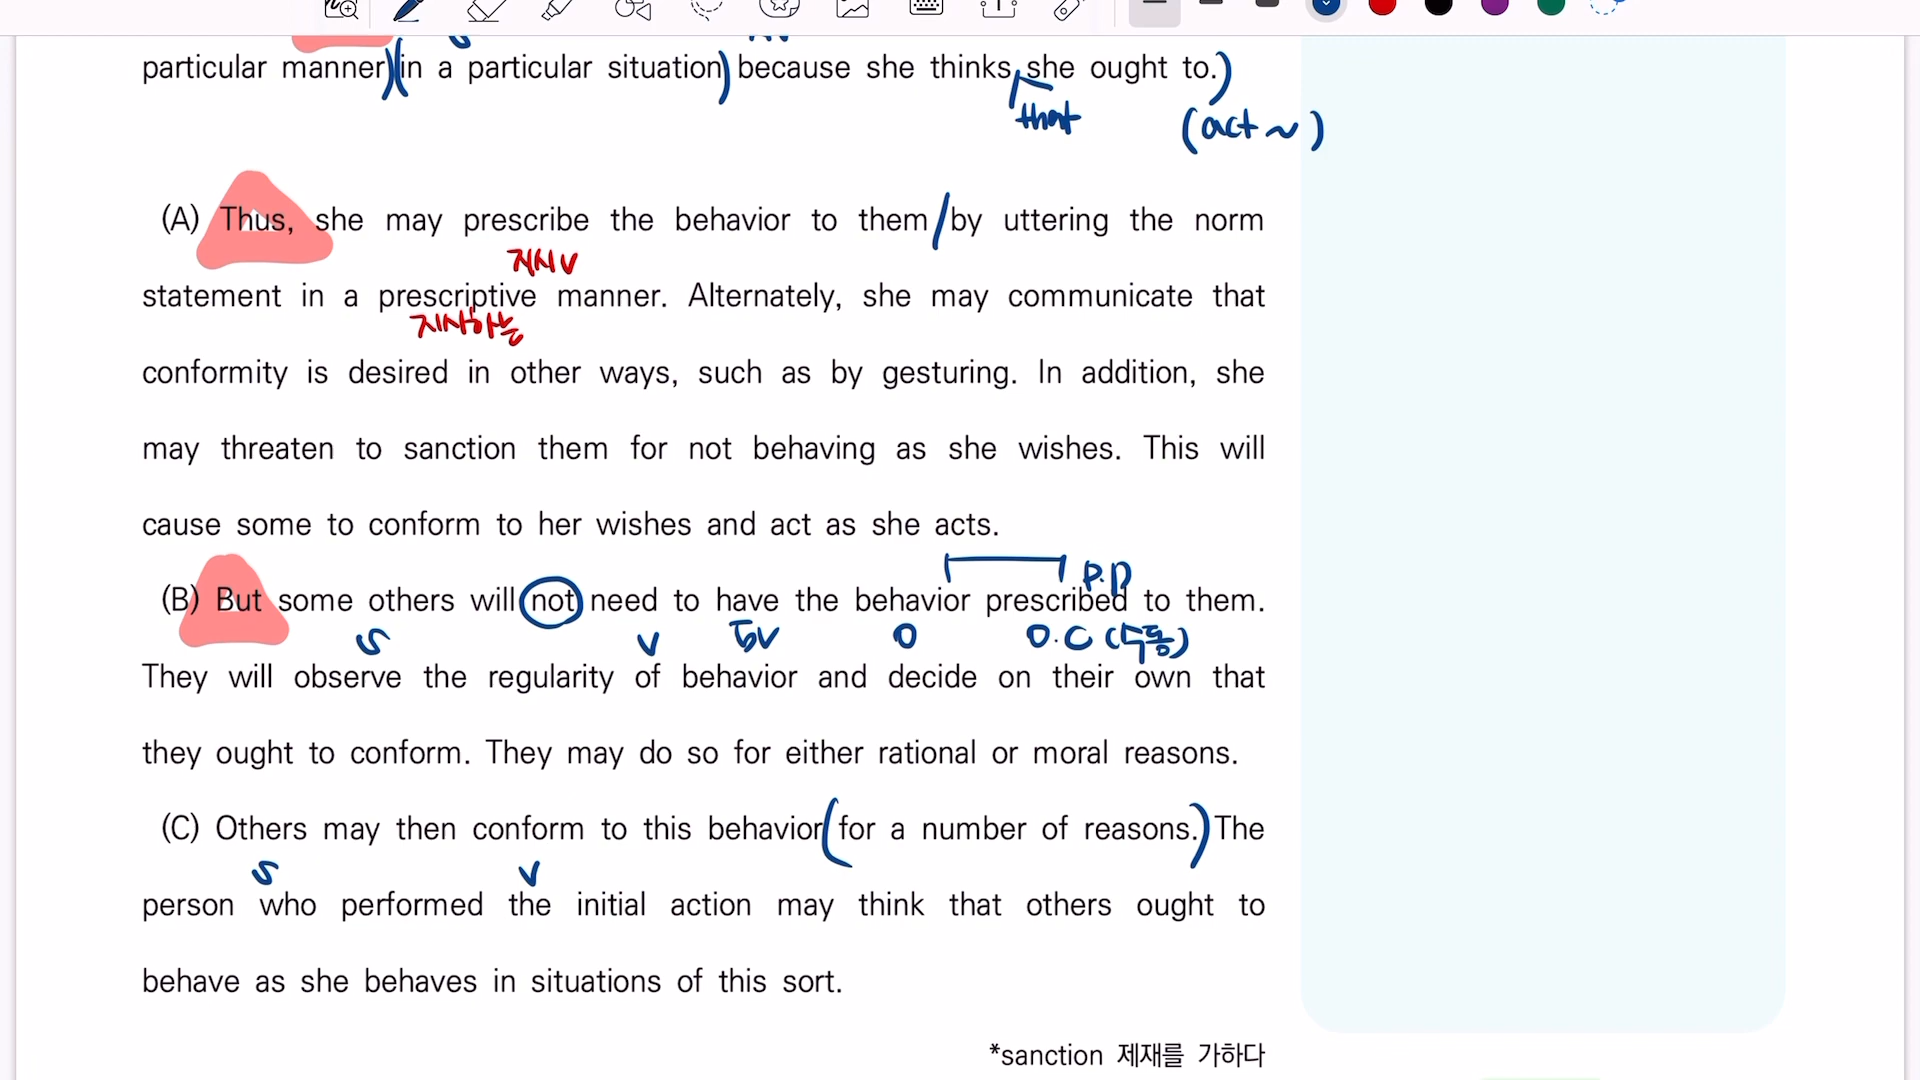 particular manner)(in a particular situation) because she thinks she ought to.)
that
(act ~)
(A) Thus, she may prescribe the behavior to them / by uttering the norm
지시 v
statement in a prescriptive manner. Alternately, she may communicate that
지시하는
conformity is desired in other ways, such as by gesturing. In addition, she
may threaten to sanction them for not behaving as she wishes. This will
cause some to conform to her wishes and act as she acts.
p.p
(B) But some others will not need to have the behavior prescribed to them.
S V 5V O O.C (수동)
They will observe the regularity of behavior and decide on their own that
they ought to conform. They may do so for either rational or moral reasons.
(C) Others may then conform to this behavior (for a number of reasons.) The
S V
person who performed the initial action may think that others ought to
behave as she behaves in situations of this sort.
*sanction 제재를 가하다